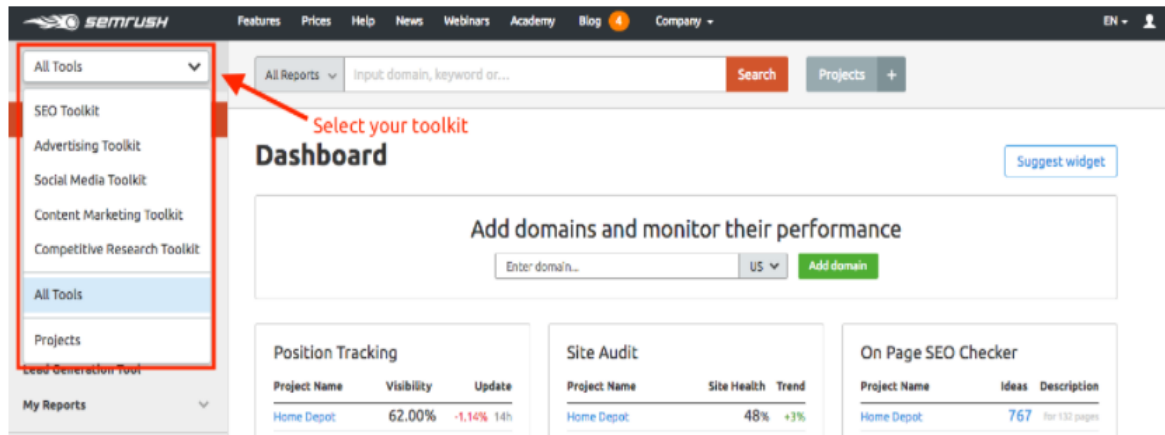 semrush Features Prices Help News Webinars Academy Blog 4 Company EN
All Tools
All Reports Input domain, keyword or... Search Projects +
SEO Toolkit
Select your toolkit
Advertising Toolkit
Dashboard
Suggest widget
Social Media Toolkit
Content Marketing Toolkit
Add domains and monitor their performance
Competitive Research Toolkit
Enter domain... US Add domain
All Tools
Projects
Lead Generation Tool
My Reports
Position Tracking
Project Name Visibility Update
Home Depot 62.00% -1.14% 14h
Site Audit
Project Name Site Health Trend
Home Depot 48% +3%
On Page SEO Checker
Project Name Ideas Description
Home Depot 767 for 132 pages